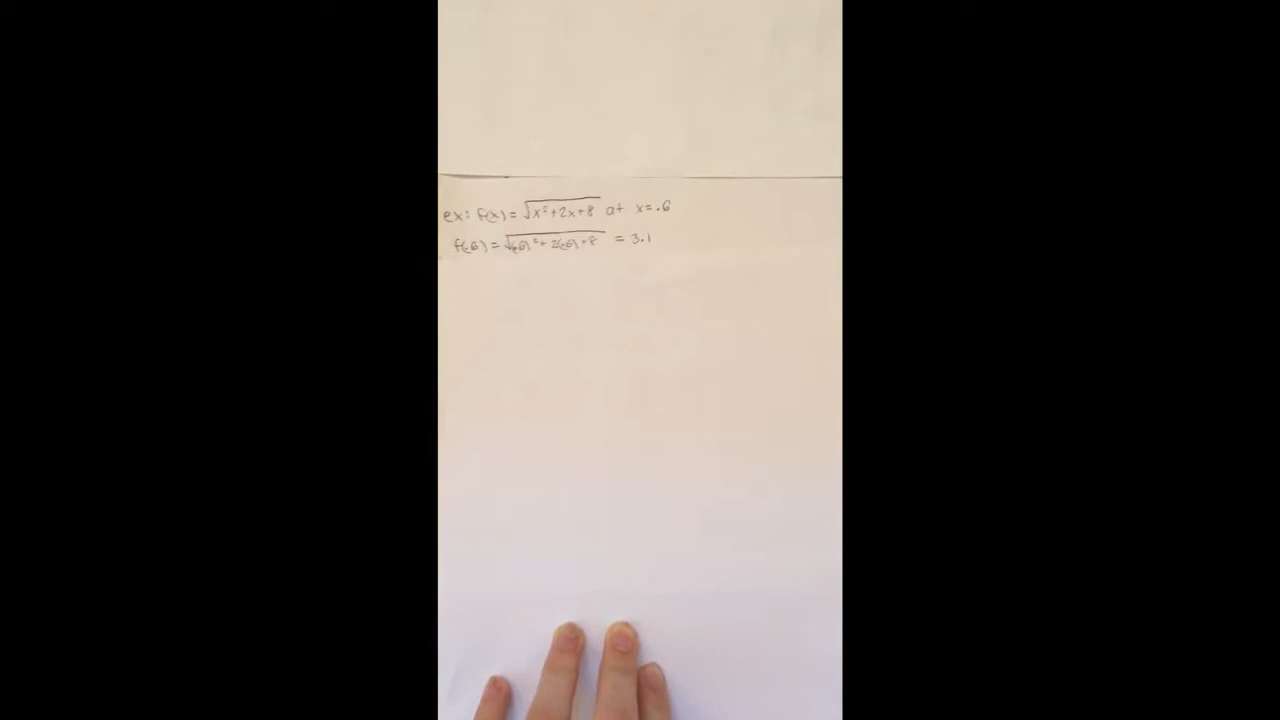 ex: f(x) = √x²+2x+8 at x=.6
f(.6) = √(.6)²+2(.6)+8 = 3.1